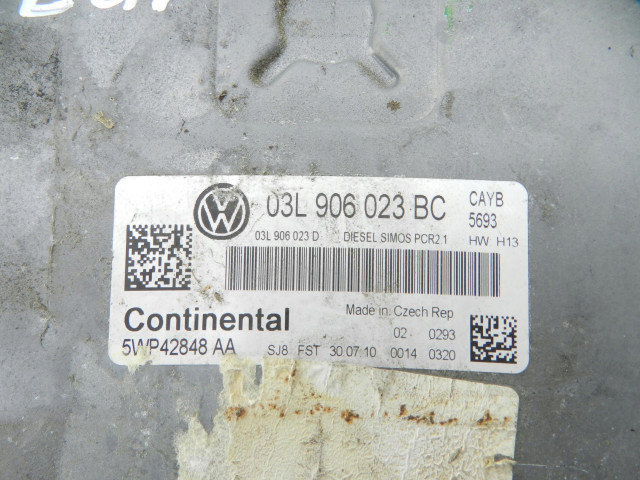 03L 906 023 BC CAYB
5693
03L 906 023 D DIESEL SIMOS PCR2 1 HW H13
Continental Made in. Czech Rep
02- 0293
5WP42848 AA SJ8 FST 30 07 10 0014 0320